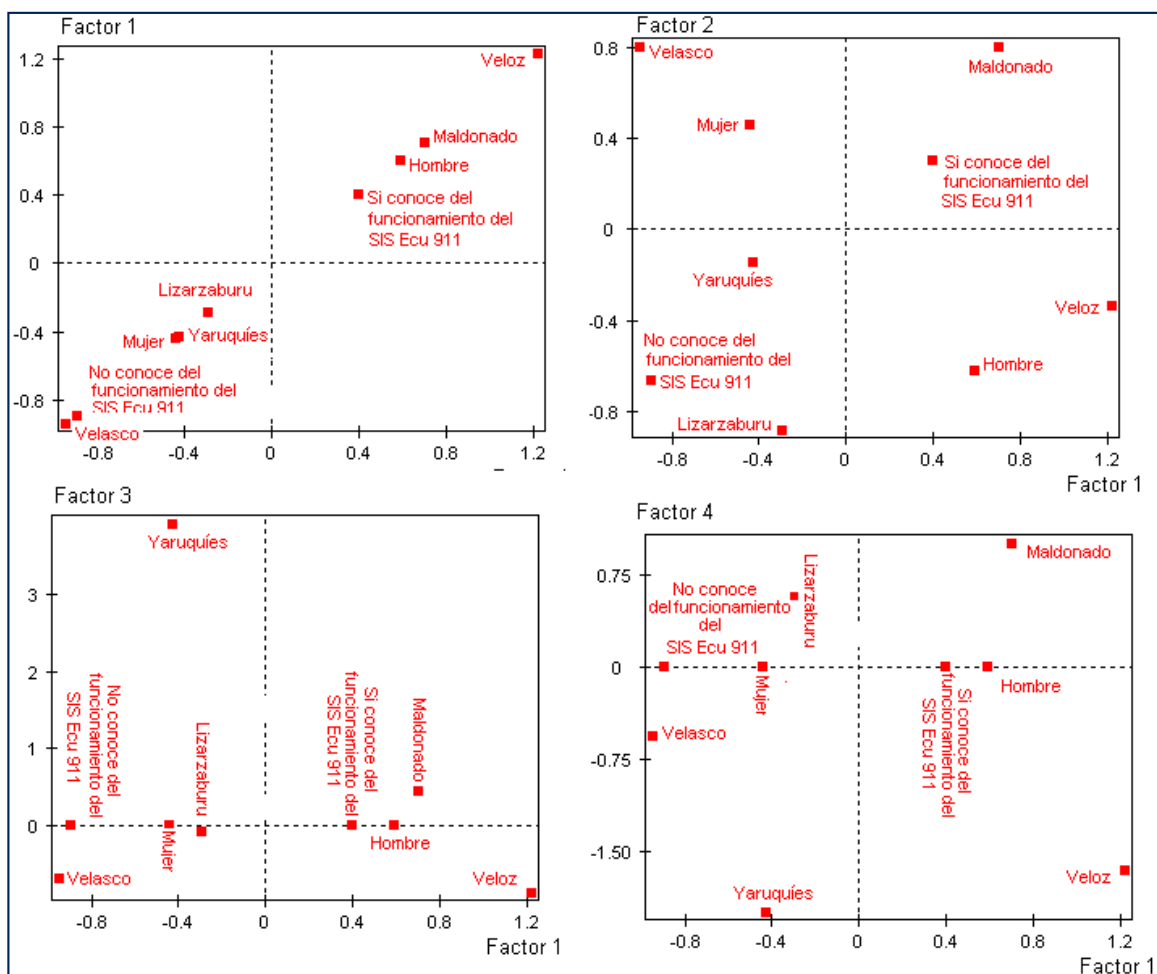 Factor 1
1.2
0.8
0.4
0
-0.4
-0.8
Veloz
Maldonado
Hombre
Si conoce del
funcionamiento del
SIS Ecu 911
Lizarzaburu
Mujer
Yaruquíes
No conoce del
funcionamiento del
SIS Ecu 911
Velasco
-0.8
-0.4
0
0.4
0.8
1.2
Factor 2
0.8
0.4
0
-0.4
-0.8
Velasco
Maldonado
Mujer
Si conoce del
funcionamiento del
SIS Ecu 911
Yaruquíes
Veloz
No conoce del
funcionamiento del
SIS Ecu 911
Hombre
Lizarzaburu
-0.8
-0.4
0
0.4
0.8
1.2
Factor 1
Factor 3
3
2
1
0
Yaruquíes
No conoce del
funcionamiento del
SIS Ecu 911
Mujer
Lizarzaburu
Si conoce del
funcionamiento del
SIS Ecu 911
Maldonado
Hombre
Velasco
Veloz
-0.8
-0.4
0
0.4
0.8
1.2
Factor 1
Factor 4
0.75
0
-0.75
-1.50
Maldonado
No conoce
del funcionamiento
del
SIS Ecu 911
Lizarzaburu
Mujer
Si conoce del
funcionamiento del
SIS Ecu 911
Hombre
Velasco
Veloz
Yaruquíes
-0.8
-0.4
0
0.4
0.8
1.2
Factor 1